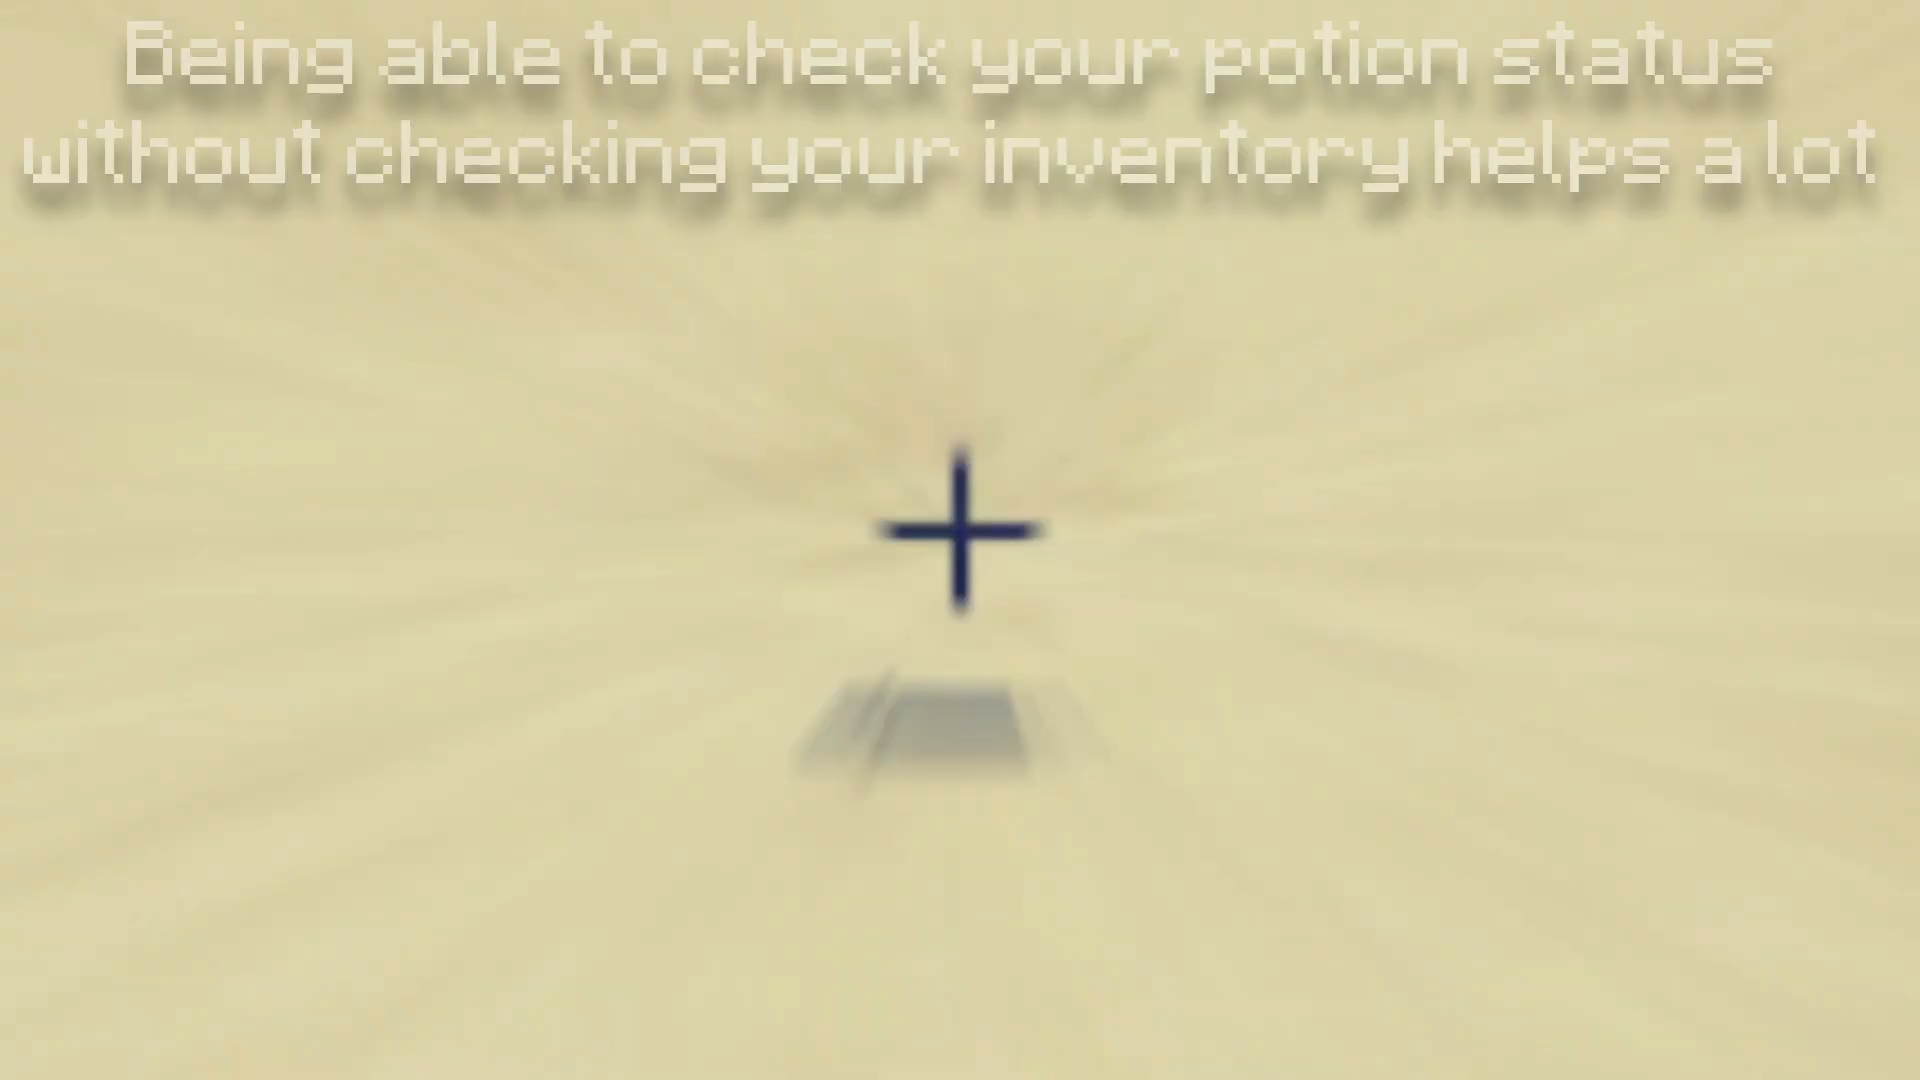 Being able to check your potion status
without checking your inventory helps a lot